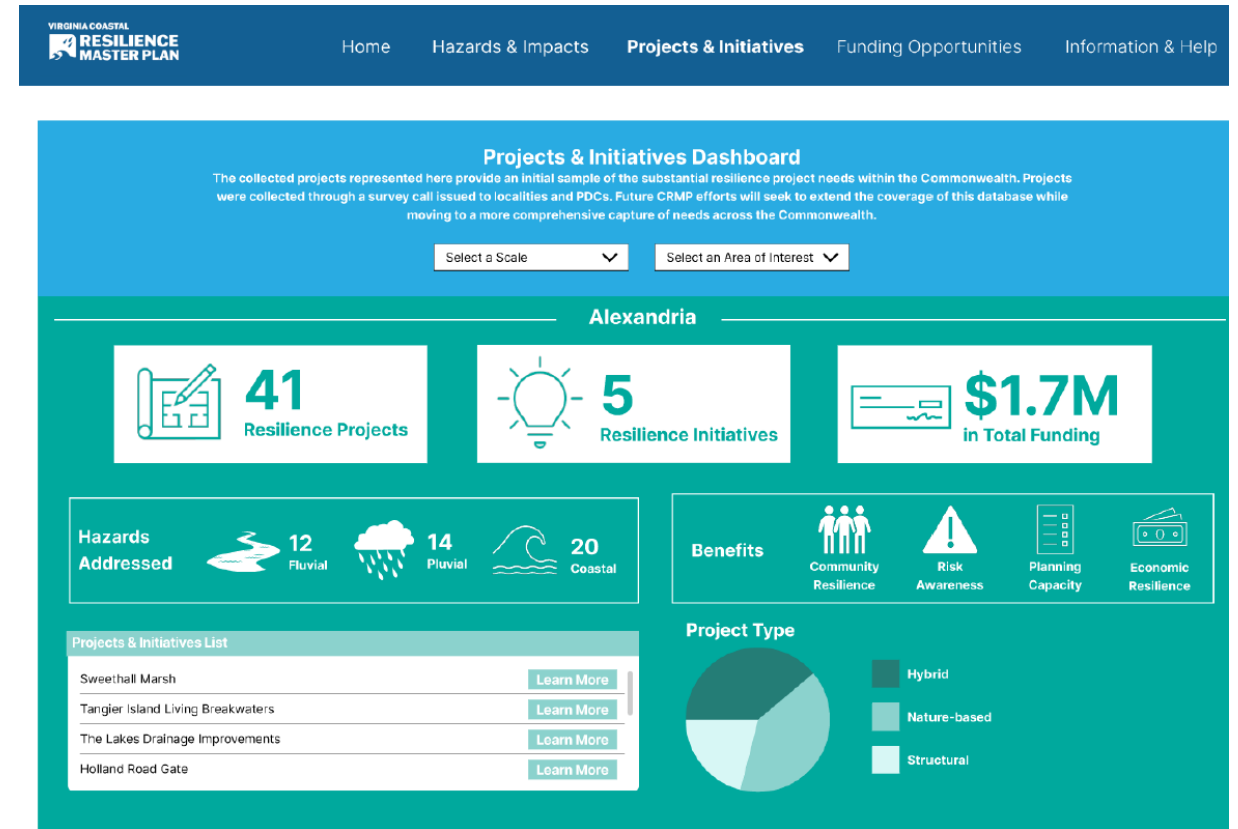 VIRGINIA COASTAL
RESILIENCE
MASTER PLAN
Home
Hazards & Impacts
Projects & Initiatives
Funding Opportunities
Information & Help
Projects & Initiatives Dashboard
The collected projects represented here provide an initial sample of the substantial resilience project needs within the Commonwealth. Projects
were collected through a survey call issued to localities and PDCs. Future CRMP efforts will seek to extend the coverage of this database while
moving to a more comprehensive capture of needs across the Commonwealth.
Select a Scale
Select an Area of Interest
Alexandria
41
Resilience Projects
5
Resilience Initiatives
$1.7M
in Total Funding
Hazards
Addressed
12
Fluvial
14
Pluvial
20
Coastal
Benefits
Community
Resilience
Risk
Awareness
Planning
Capacity
Economic
Resilience
Projects & Initiatives List
Sweethall Marsh
Learn More
Tangier Island Living Breakwaters
Learn More
The Lakes Drainage Improvements
Learn More
Holland Road Gate
Learn More
Project Type
Hybrid
Nature-based
Structural